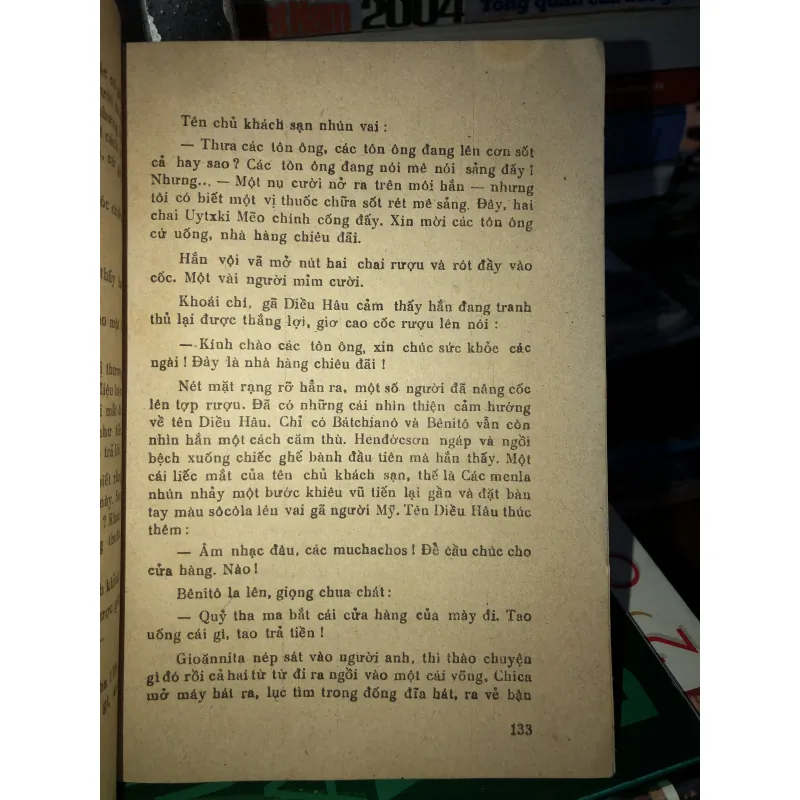 2004
Tên chủ khách sạn nhún vai :
— Thưa các tôn ông, các tôn ông đang lên cơn sốt
cả hay sao ? Các tôn ông đang nói mê nói sảng đấy !
Nhưng... — Một nụ cười nở ra trên môi hắn — nhưng
tôi có biết một vị thuốc chữa sốt rét mê sảng. Đây, hai
chai Uytxki Mẽo chính cống đấy. Xin mời các tôn ông
cứ uống, nhà hàng chiêu đãi.
Hắn vội vã mở nút hai chai rượu và rót đầy vào
cốc. Một vài người mỉm cười.
Khoái chí, gã Diều Hâu cảm thấy hắn đang tranh
thủ lại được thắng lợi, giơ cao cốc rượu lên nói :
— Kính chào các tôn ông, xin chúc sức khỏe các
ngài ! Đây là nhà hàng chiêu đãi !
Nét mặt rạng rỡ hẳn ra, một số người đã nâng cốc
lên tợp rượu. Đã có những cái nhìn thiện cảm hướng
về tên Diều Hâu. Chỉ có Bátchianô và Bênitô vẫn còn
nhìn hắn một cách căm thù. Henđớcsơn ngáp và ngồi
bệch xuống chiếc ghế bành đầu tiên mà hắn thấy. Một
cái liếc mắt của tên chủ khách sạn, thế là Các menla
nhún nhảy một bước khiêu vũ tiến lại gần và đặt bàn
tay màu sôcôla lên vai gã người Mỹ. Tên Diều Hâu thúc
thêm :
— Âm nhạc đâu, các muchachos ! Để cầu chúc cho
cửa hàng. Nào !
Bênitô la lên, giọng chua chát :
— Quỷ tha ma bắt cái cửa hàng của mày đi. Tao
uống cái gì, tao trả tiền !
Gioănnita nép sát vào người anh, thì thào chuyện
gì đó rồi cả hai từ từ đi ra ngồi vào một cái võng, Chica
mở máy hát ra, lục tìm trong đống đĩa hát, ra vẻ bận
133